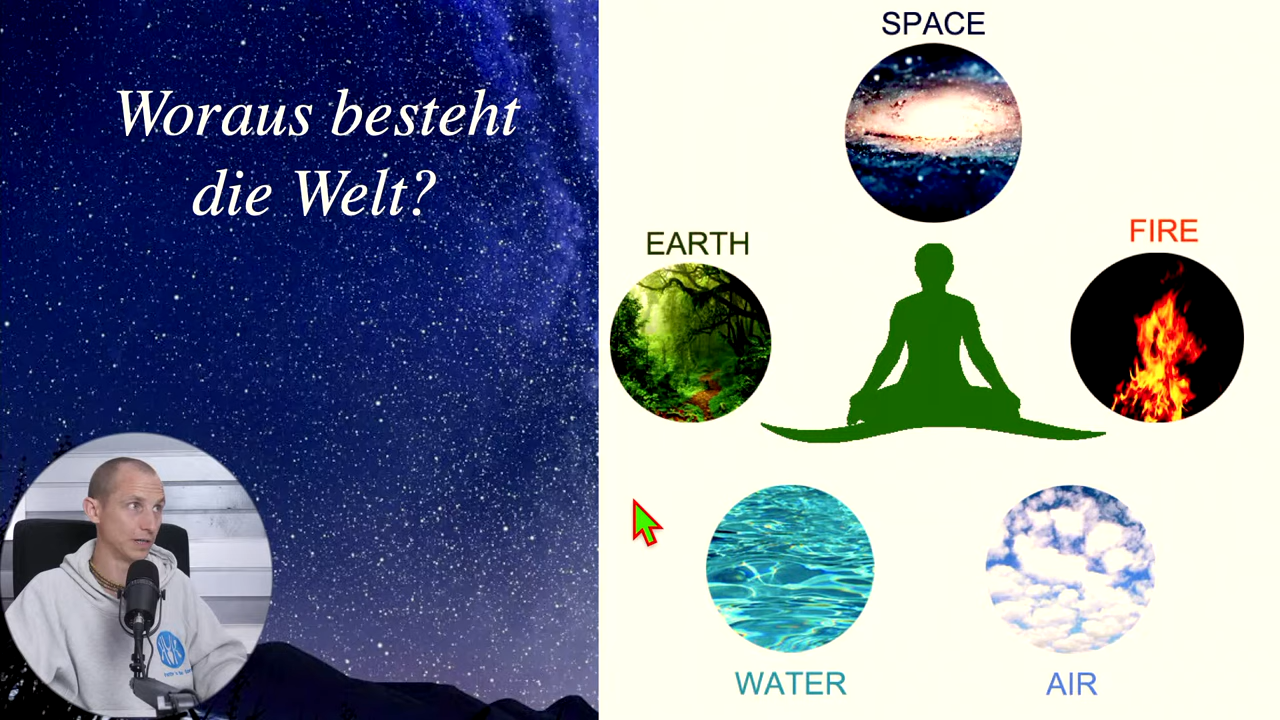 Woraus besteht
die Welt?
SPACE
EARTH
FIRE
WATER
AIR